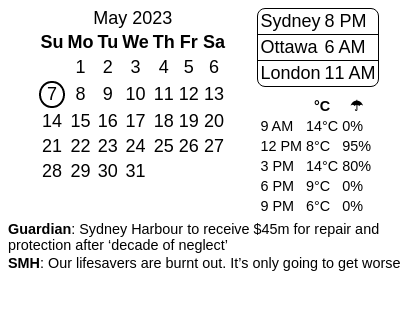 May 2023
Su Mo Tu We Th Fr Sa
1 2 3 4 5 6
7 8 9 10 11 12 13
14 15 16 17 18 19 20
21 22 23 24 25 26 27
28 29 30 31
Sydney 8 PM
Ottawa 6 AM
London 11 AM
°C ☂
9 AM 14°C 0%
12 PM 8°C 95%
3 PM 14°C 80%
6 PM 9°C 0%
9 PM 6°C 0%
Guardian: Sydney Harbour to receive $45m for repair and
protection after ‘decade of neglect’
SMH: Our lifesavers are burnt out. It’s only going to get worse